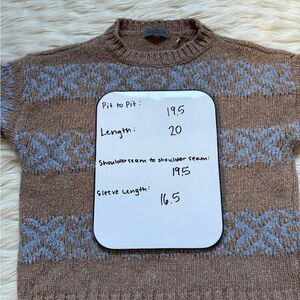 Pit to Pit:
19.5
Length:
20
Shoulder seam to shoulder seam:
19.5
Sleeve Length:
16.5